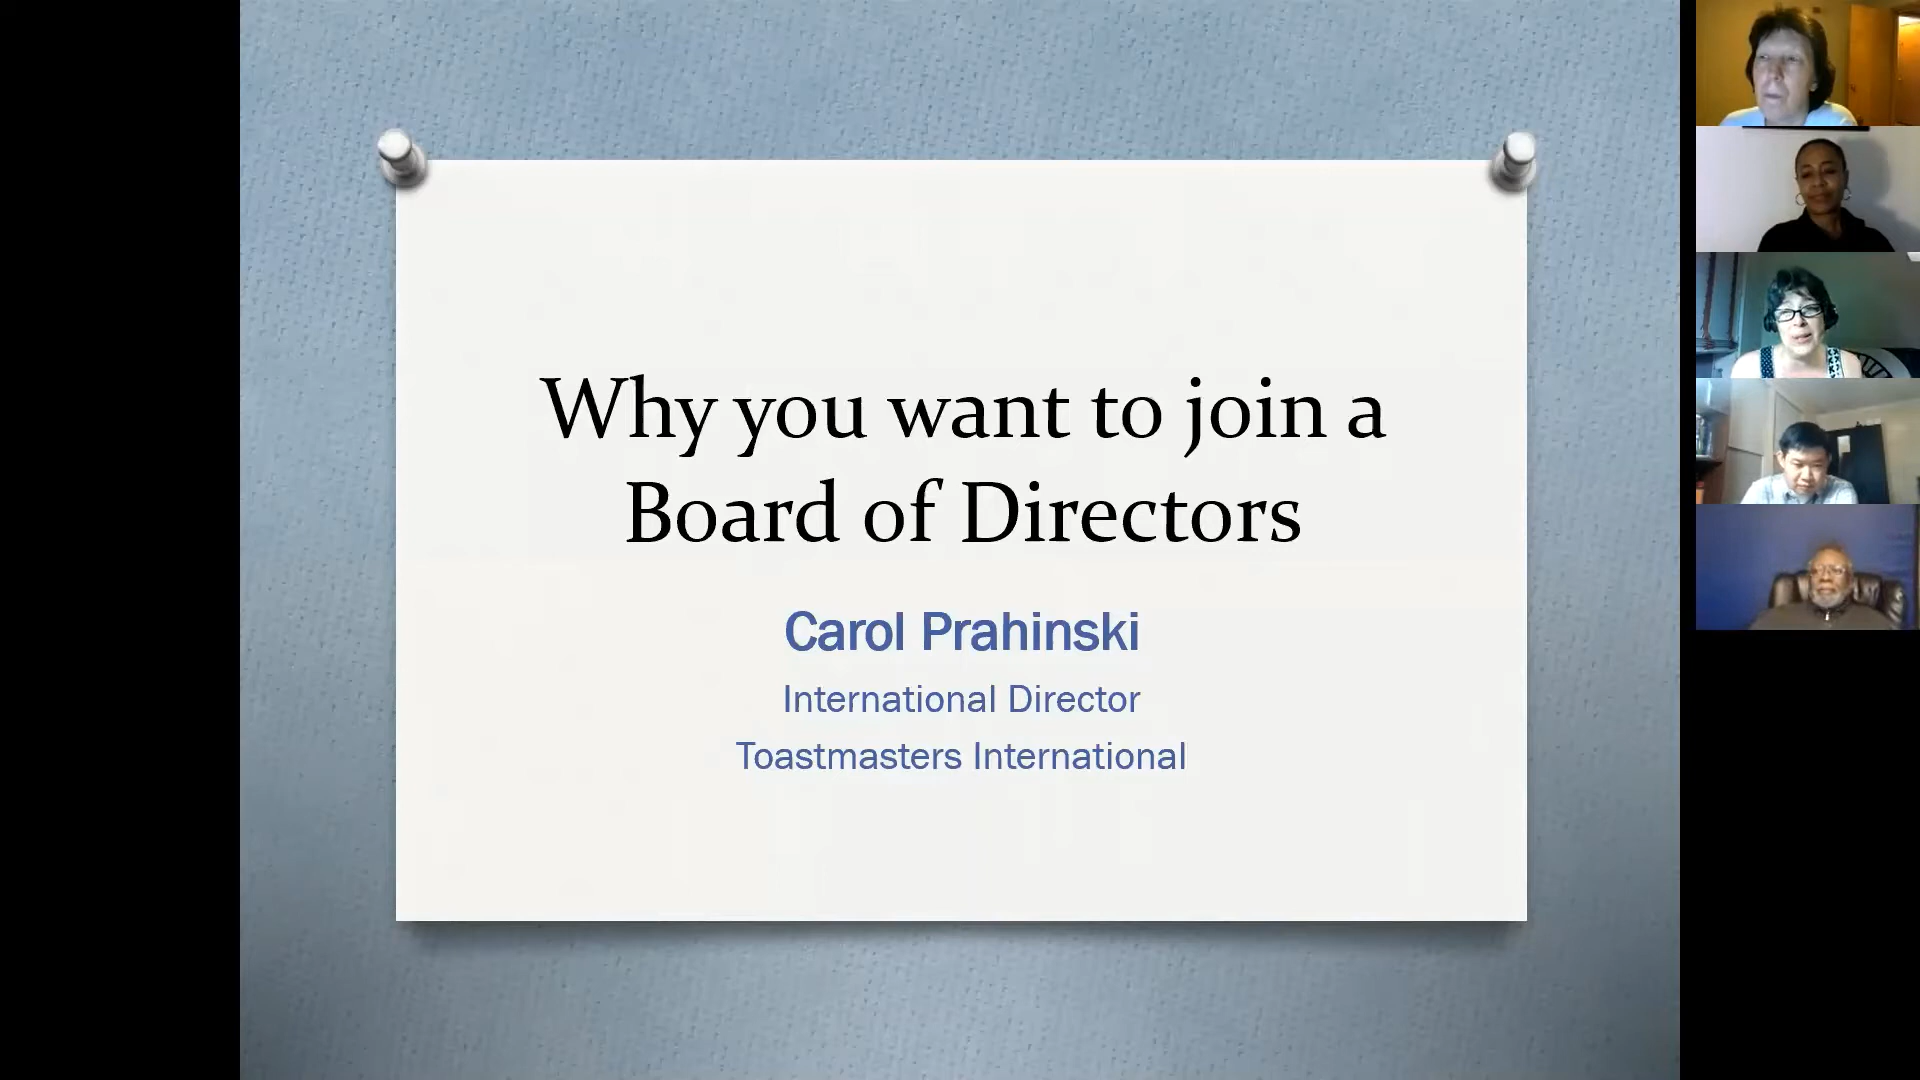 Why you want to join a
Board of Directors
Carol Prahinski
International Director
Toastmasters International